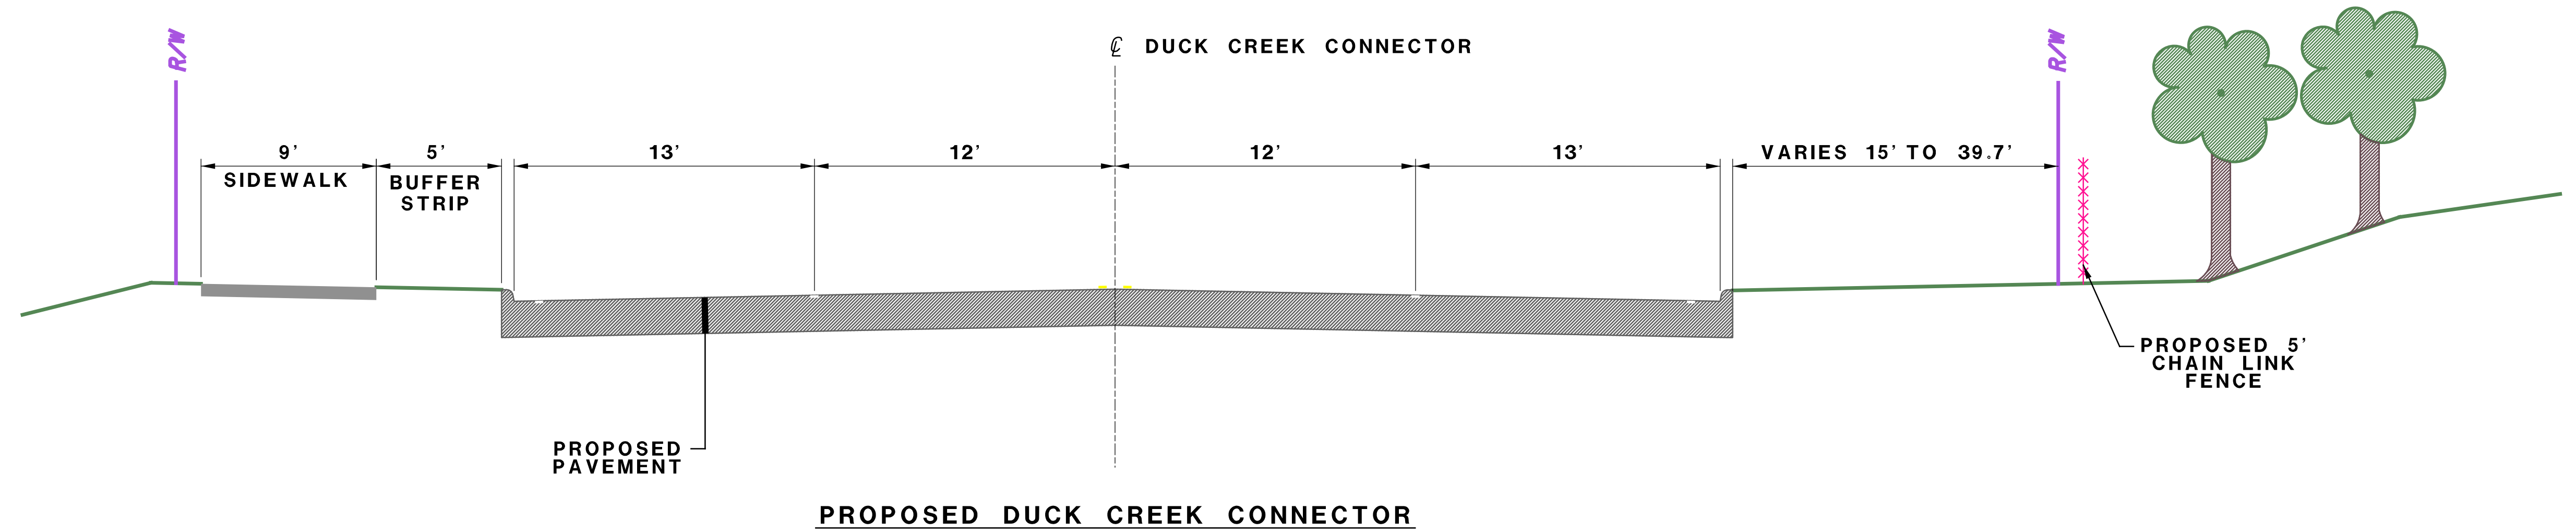 R/W
℄ DUCK CREEK CONNECTOR
R/W
9'
5'
13'
12'
12'
13'
VARIES 15' TO 39.7'
SIDEWALK
BUFFER
STRIP
PROPOSED 5'
CHAIN LINK
FENCE
PROPOSED
PAVEMENT
PROPOSED DUCK CREEK CONNECTOR